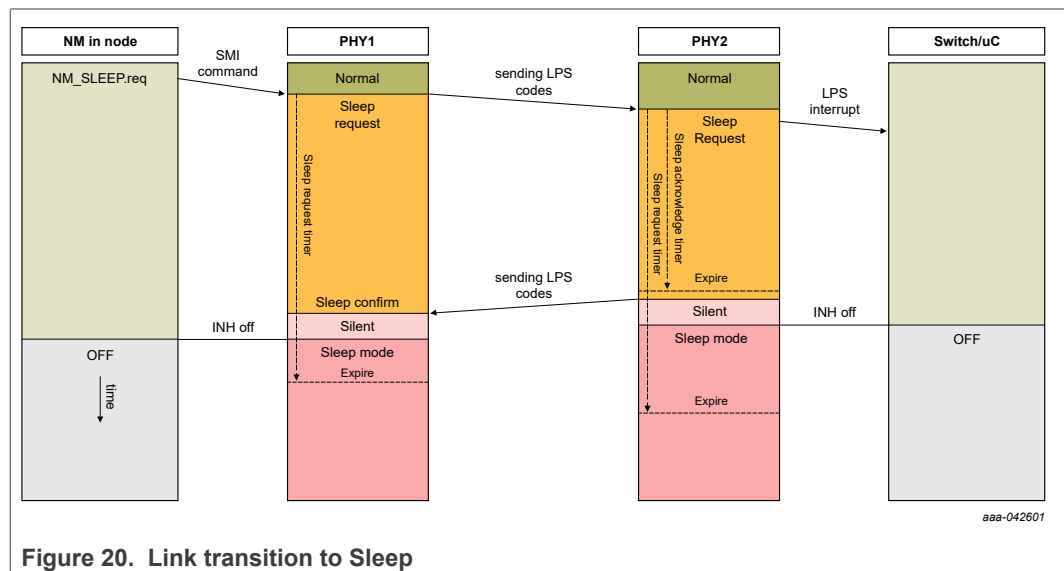 NM in node
PHY1
PHY2
Switch/uC
SMI
command
NM_SLEEP.req
Normal
sending LPS
codes
Normal
LPS
interrupt
Sleep
request
Sleep
Request
Sleep request timer
Sleep request timer
Sleep acknowledge timer
Expire
sending LPS
codes
Sleep confirm
Silent
Silent
INH off
INH off
OFF
Sleep mode
Sleep mode
OFF
time
Expire
Expire
aaa-042601
Figure 20. Link transition to Sleep